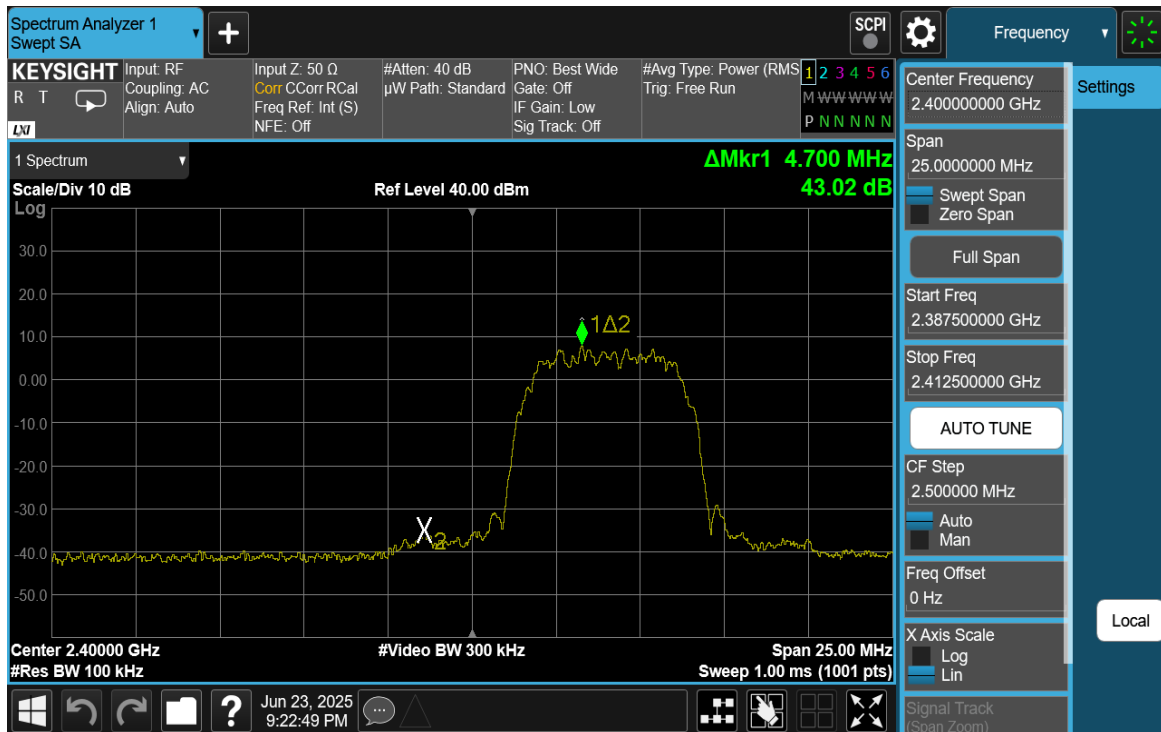 Spectrum Analyzer 1
Swept SA
+
SCPI
Frequency
KEYSIGHT
R T
LXI
Input: RF
Coupling: AC
Align: Auto
Input Z: 50 Ω
Corr CCorr RCal
Freq Ref: Int (S)
NFE: Off
#Atten: 40 dB
µW Path: Standard
PNO: Best Wide
Gate: Off
IF Gain: Low
Sig Track: Off
#Avg Type: Power (RMS
Trig: Free Run
1 2 3 4 5 6
M W W W W W
P N N N N N
1 Spectrum
Scale/Div 10 dB
Ref Level 40.00 dBm
ΔMkr1 4.700 MHz
43.02 dB
Log
30.0
20.0
10.0
0.00
-10.0
-20.0
-30.0
-40.0
-50.0
1Δ2
X2
Center 2.40000 GHz
#Video BW 300 kHz
Span 25.00 MHz
#Res BW 100 kHz
Sweep 1.00 ms (1001 pts)
?
Jun 23, 2025
9:22:49 PM
Center Frequency
2.400000000 GHz
Span
25.0000000 MHz
Swept Span
Zero Span
Full Span
Start Freq
2.387500000 GHz
Stop Freq
2.412500000 GHz
AUTO TUNE
CF Step
2.500000 MHz
Auto
Man
Freq Offset
0 Hz
X Axis Scale
Log
Lin
Signal Track
(Span Zoom)
Settings
Local